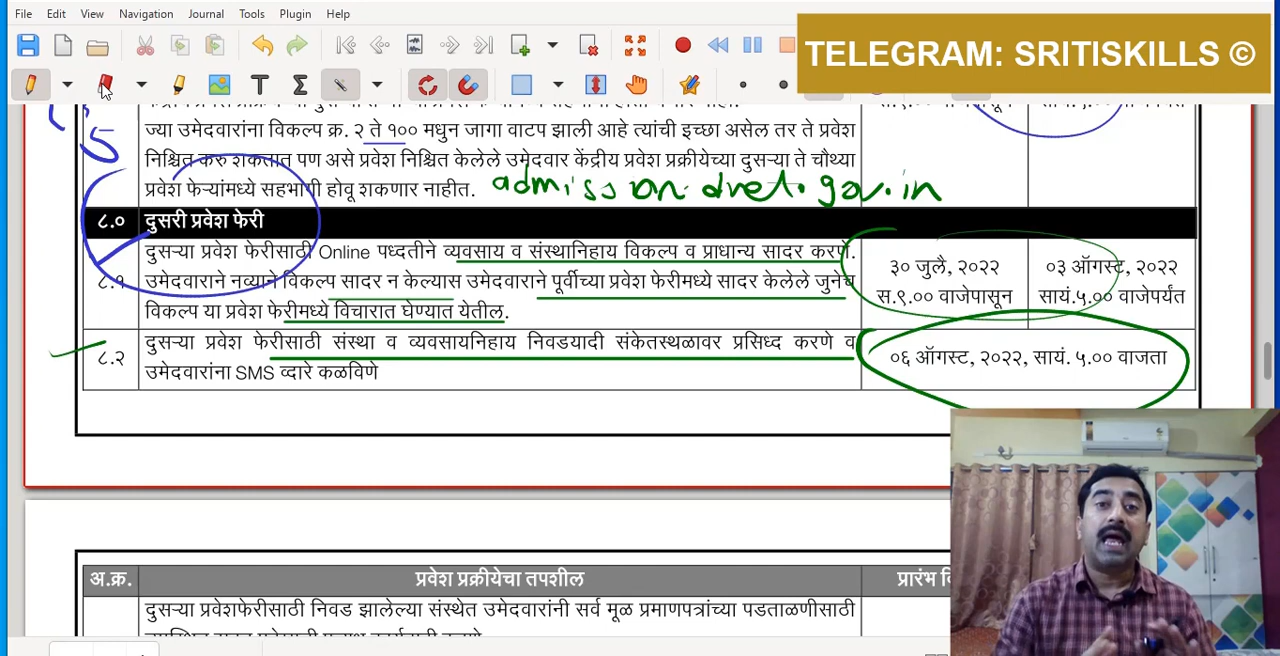 File Edit View Navigation Journal Tools Plugin Help
TELEGRAM: SRITISKILLS ©
ज्या उमेदवारांना विकल्प क्र. २ ते १०० मधुन जागा वाटप झाली आहे त्यांची इच्छा असेल तर ते प्रवेश
निश्चित करु शकतात पण असे प्रवेश निश्चित केलेले उमेदवार केंद्रीय प्रवेश प्रक्रीयेच्या दुसऱ्या ते चौथ्या
प्रवेश फेऱ्यांमध्ये सहभागी होवू शकणार नाहीत. admission.dvet.gov.in
८.० दुसरी प्रवेश फेरी
दुसऱ्या प्रवेश फेरीसाठी Online पध्दतीने व्यवसाय व संस्थानिहाय विकल्प व प्राधान्य सादर करणे.
८.१ उमेदवाराने नव्याने विकल्प सादर न केल्यास उमेदवाराने पूर्वीच्या प्रवेश फेरीमध्ये सादर केलेले जुनेच
विकल्प या प्रवेश फेरीमध्ये विचारात घेण्यात येतील.
३० जुलै, २०२२
स.९.०० वाजेपासून
०३ ऑगस्ट, २०२२
सायं.५.०० वाजेपर्यंत
८.२ दुसऱ्या प्रवेश फेरीसाठी संस्था व व्यवसायनिहाय निवडयादी संकेतस्थळावर प्रसिध्द करणे व
उमेदवारांना SMS व्दारे कळविणे
०६ ऑगस्ट, २०२२, सायं. ५.०० वाजता
अ.क्र. प्रवेश प्रक्रीयेचा तपशील प्रारंभ
दुसऱ्या प्रवेशफेरीसाठी निवड झालेल्या संस्थेत उमेदवारांनी सर्व मूळ प्रमाणपत्रांच्या पडताळणीसाठी